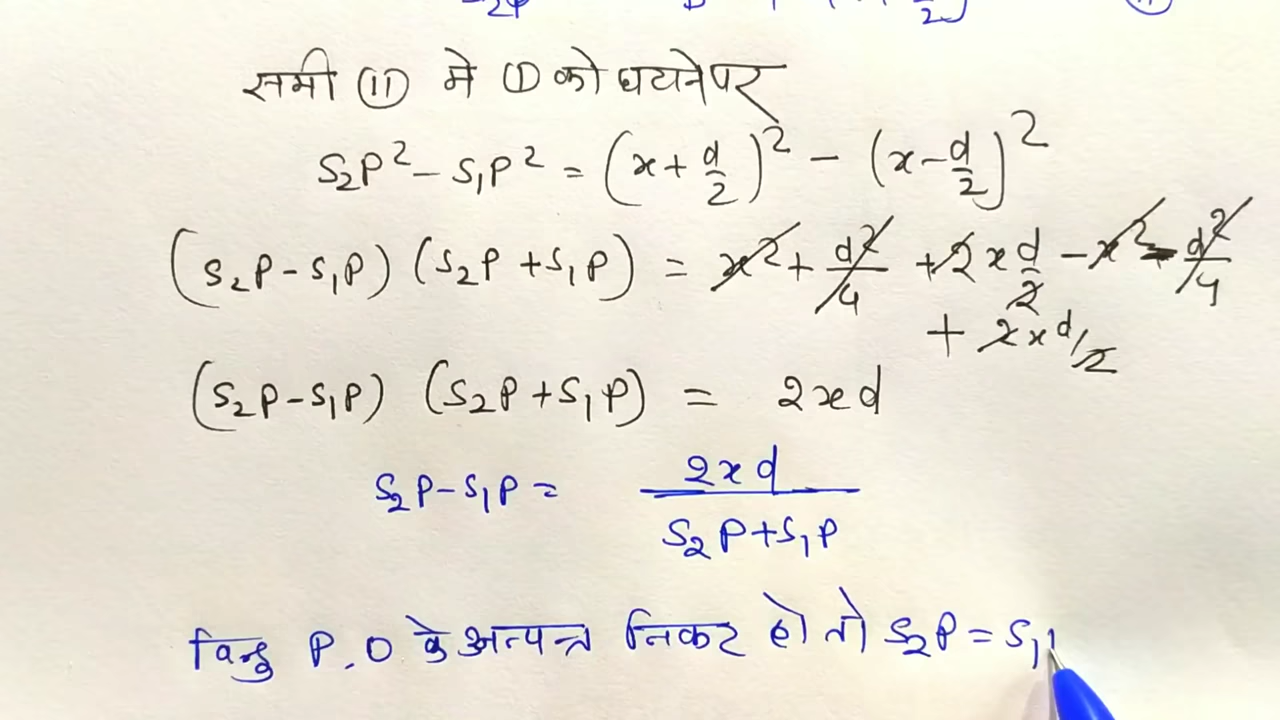 समी (11) मे (1) को घटाने पर
S₂P² - S₁P² = (x + d/2)² - (x - d/2)²
(S₂P - S₁P) (S₂P + S₁P) = x² + d²/4 + 2x d/2 - x² - d²/4
+ 2x d/2
(S₂P - S₁P) (S₂P + S₁P) = 2xd
S₂P - S₁P = 2xd / S₂P + S₁P
विन्दु P, O के अत्यन्त निकट हो तो S₂P = S₁